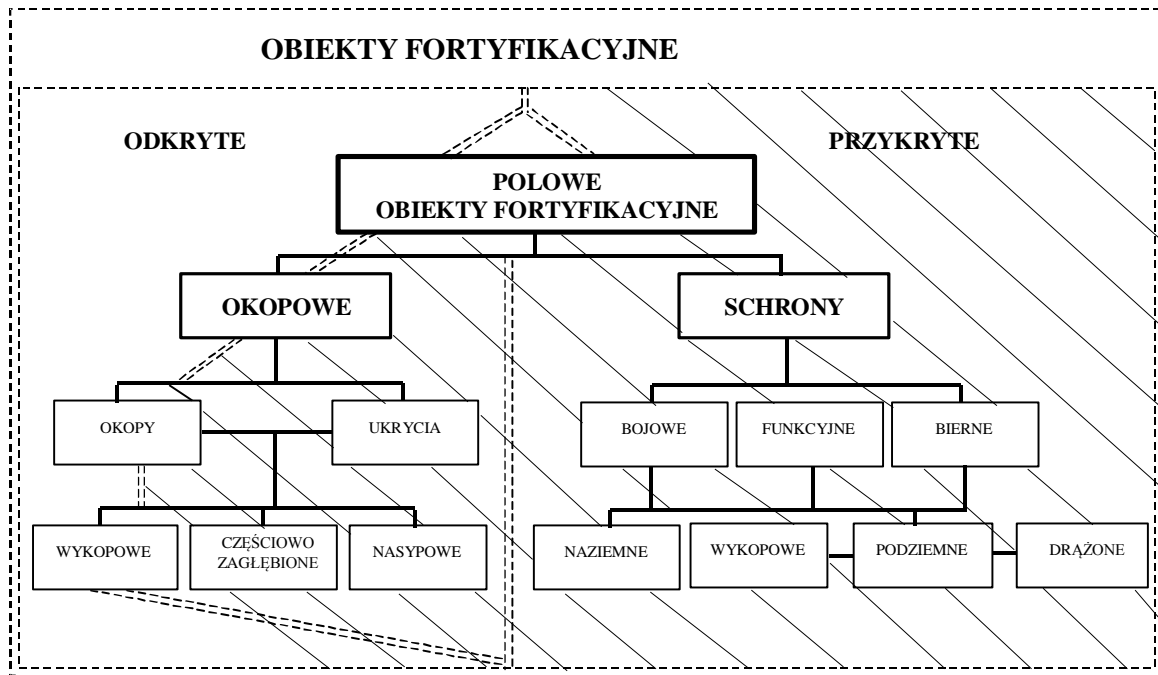 OBIEKTY FORTYFIKACYJNE
ODKRYTE
PRZYKRYTE
POLOWE
OBIEKTY FORTYFIKACYJNE
OKOPOWE
SCHRONY
OKOPY
UKRYCIA
BOJOWE
FUNKCYJNE
BIERNE
WYKOPOWE
CZĘŚCIOWO
ZAGŁĘBIONE
NASYPOWE
NAZIEMNE
WYKOPOWE
PODZIEMNE
DRĄŻONE